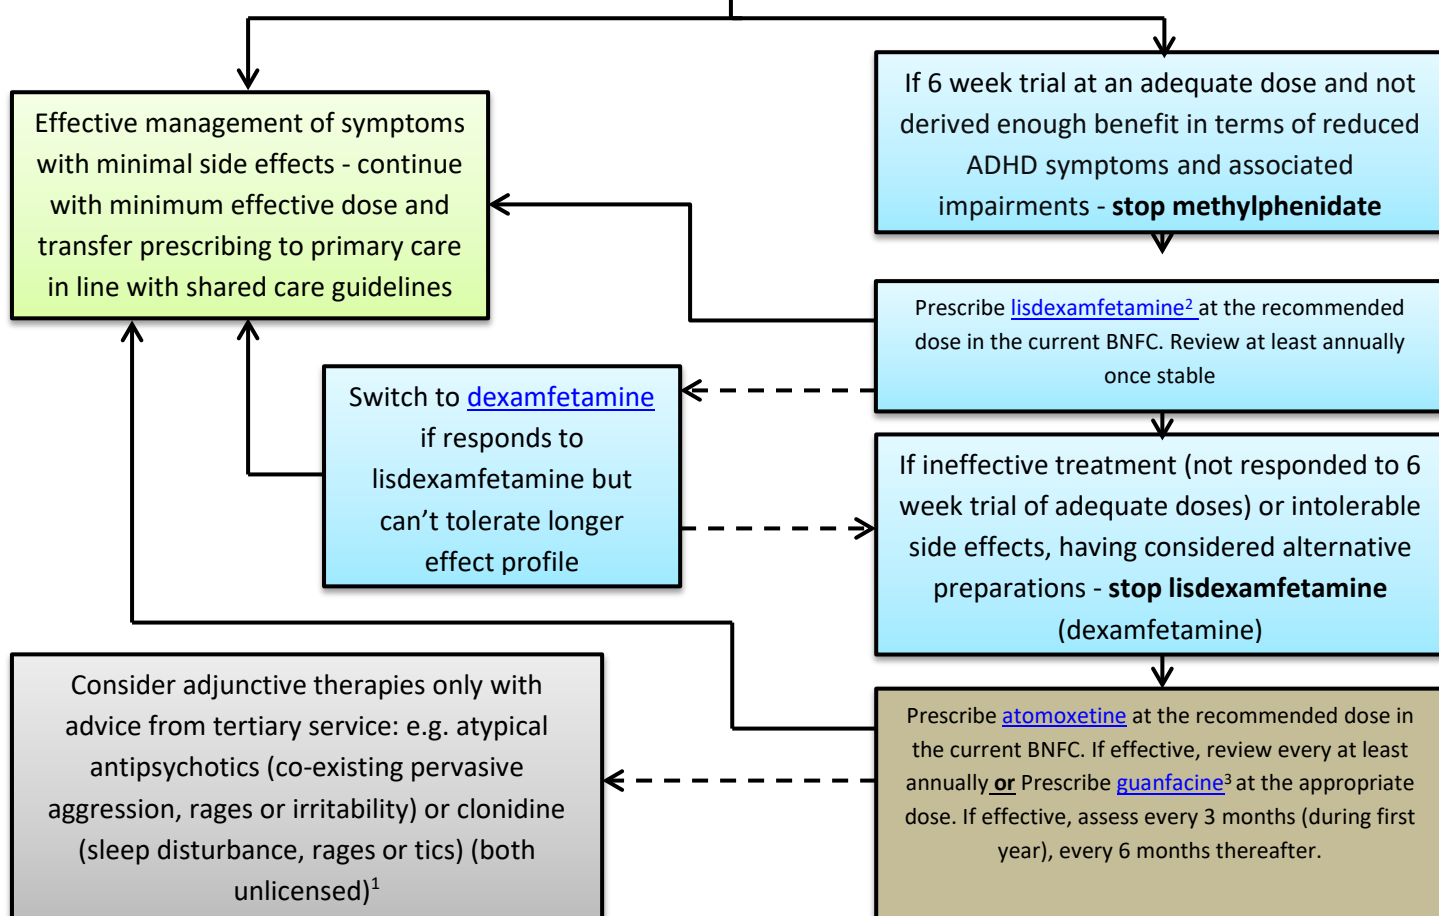 Effective management of symptoms
with minimal side effects - continue
with minimum effective dose and
transfer prescribing to primary care
in line with shared care guidelines
If 6 week trial at an adequate dose and not
derived enough benefit in terms of reduced
ADHD symptoms and associated
impairments - stop methylphenidate
Prescribe lisdexamfetamine² at the recommended
dose in the current BNFC. Review at least annually
once stable
Switch to dexamfetamine
if responds to
lisdexamfetamine but
can’t tolerate longer
effect profile
If ineffective treatment (not responded to 6
week trial of adequate doses) or intolerable
side effects, having considered alternative
preparations - stop lisdexamfetamine
(dexamfetamine)
Consider adjunctive therapies only with
advice from tertiary service: e.g. atypical
antipsychotics (co-existing pervasive
aggression, rages or irritability) or clonidine
(sleep disturbance, rages or tics) (both
unlicensed)¹
Prescribe atomoxetine at the recommended dose in
the current BNFC. If effective, review every at least
annually or Prescribe guanfacine³ at the appropriate
dose. If effective, assess every 3 months (during first
year), every 6 months thereafter.